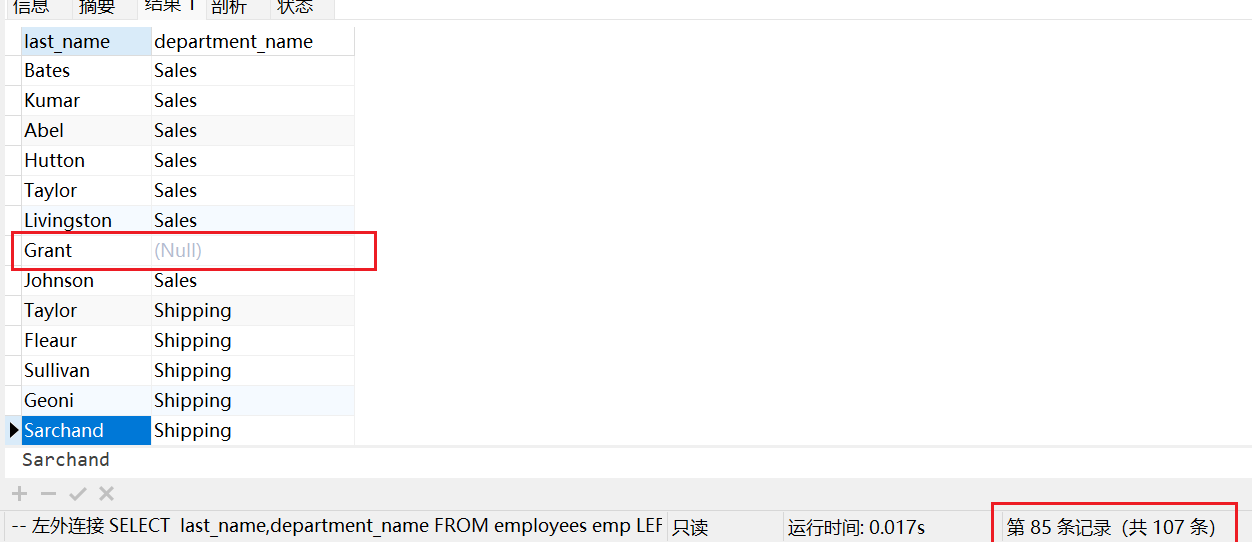 信息 摘要 结果 1 剖析 状态
last_name department_name
Bates Sales
Kumar Sales
Abel Sales
Hutton Sales
Taylor Sales
Livingston Sales
Grant (Null)
Johnson Sales
Taylor Shipping
Fleaur Shipping
Sullivan Shipping
Geoni Shipping
Sarchand Shipping
Sarchand
-- 左外连接 SELECT last_name,department_name FROM employees emp LEF 只读 运行时间: 0.017s 第 85 条记录 (共 107 条)